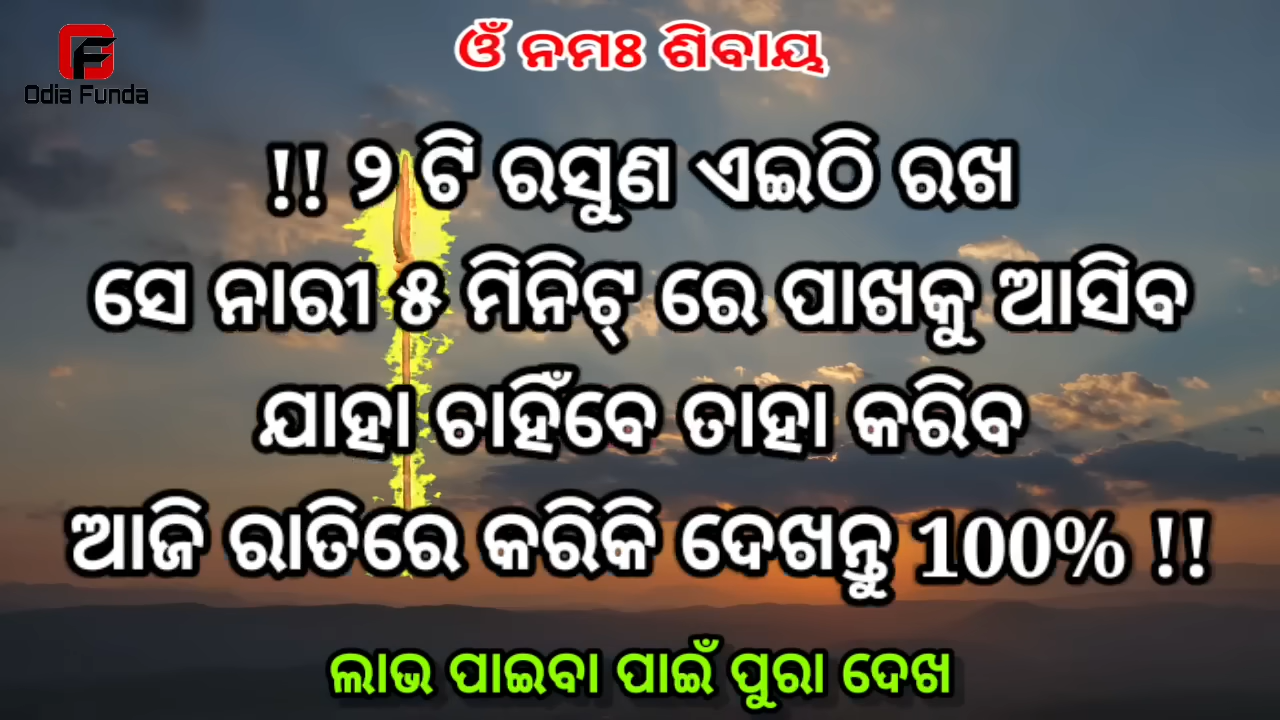 Odia Funda
ଓଁ ନମଃ ଶିବାୟ
!! ୨ ଟି ରସୁଣ ଏଇଠି ରଖ
ସେ ନାରୀ ୫ ମିନିଟ୍ ରେ ପାଖକୁ ଆସିବ
ଯାହା ଚାହିଁବେ ତାହା କରିବ
ଆଜି ରାତିରେ କରିକି ଦେଖନ୍ତୁ 100% !!
ଲାଭ ପାଇବା ପାଇଁ ପୁରା ଦେଖ